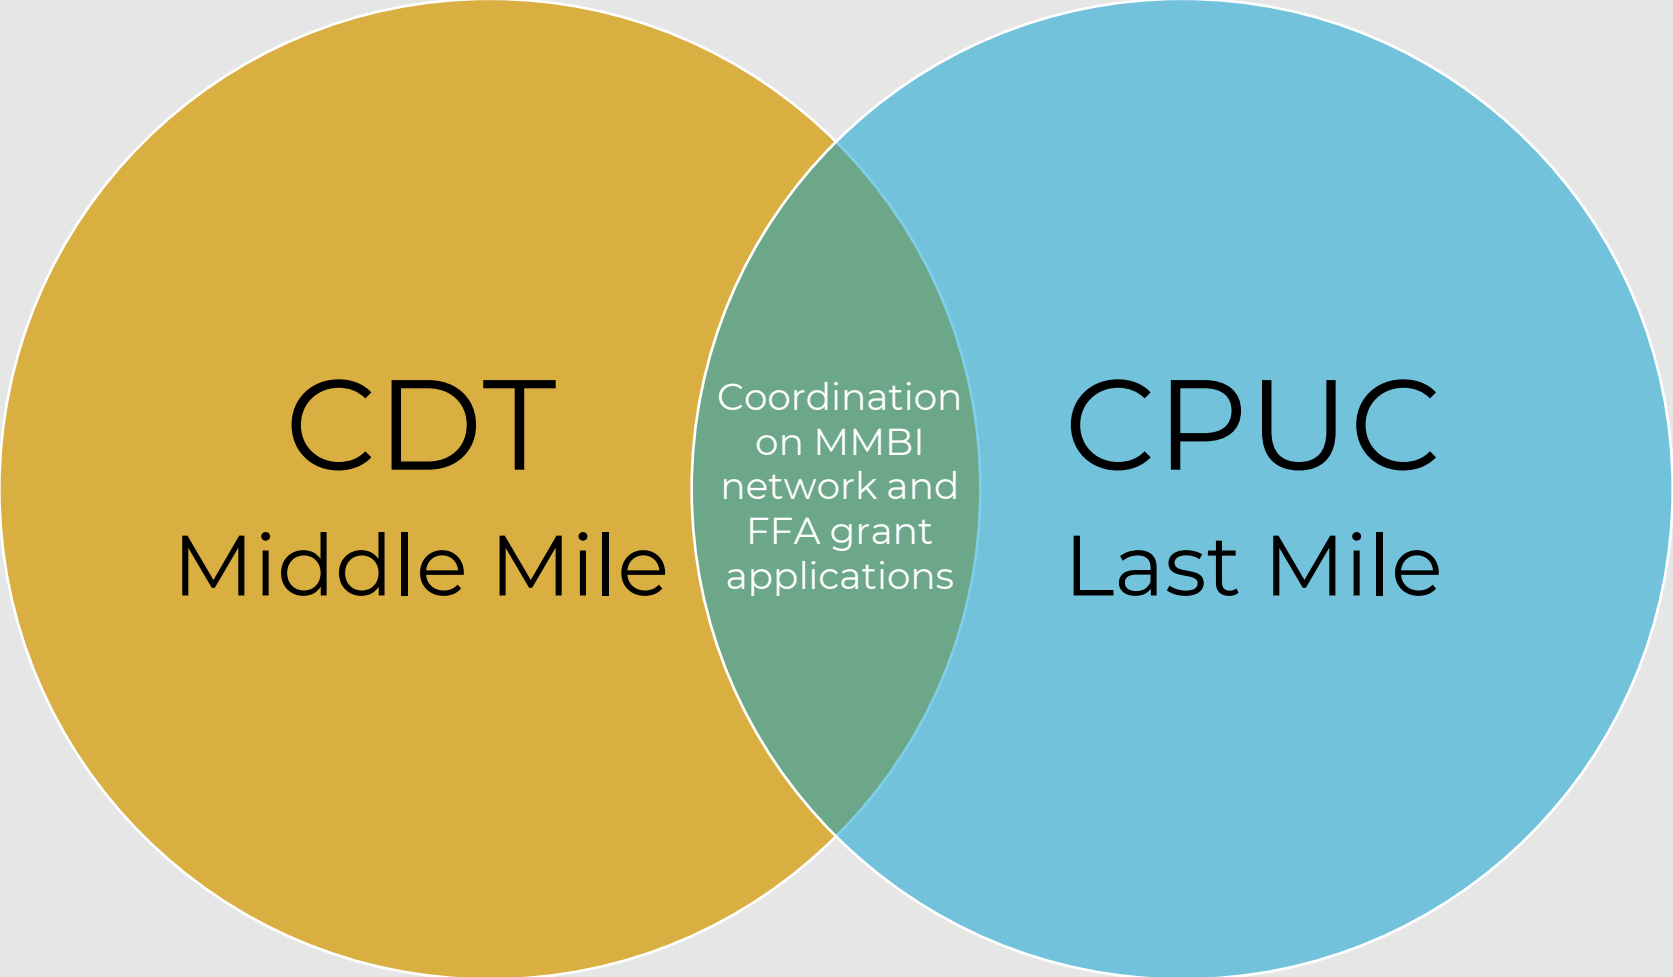 CDT
Middle Mile
Coordination
on MMBI
network and
FFA grant
applications
CPUC
Last Mile